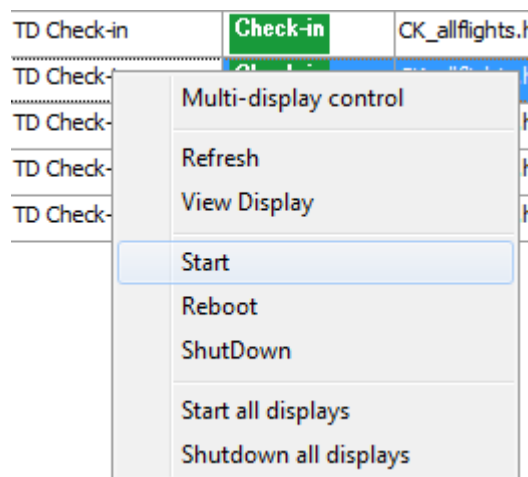 TD Check-in Check-in CK_allflights.h
TD Check-
Multi-display control
TD Check-
Refresh
TD Check-
View Display
TD Check-
Start
Reboot
ShutDown
Start all displays
Shutdown all displays